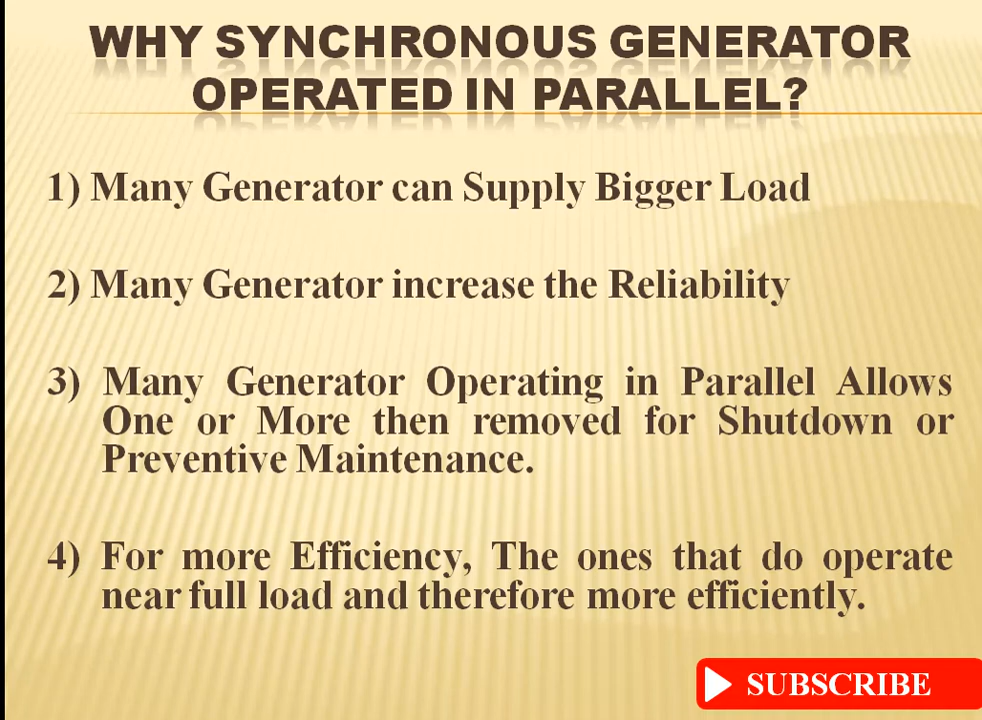 WHY SYNCHRONOUS GENERATOR
OPERATED IN PARALLEL?
1) Many Generator can Supply Bigger Load
2) Many Generator increase the Reliability
3) Many Generator Operating in Parallel Allows
One or More then removed for Shutdown or
Preventive Maintenance.
4) For more Efficiency, The ones that do operate
near full load and therefore more efficiently.
SUBSCRIBE